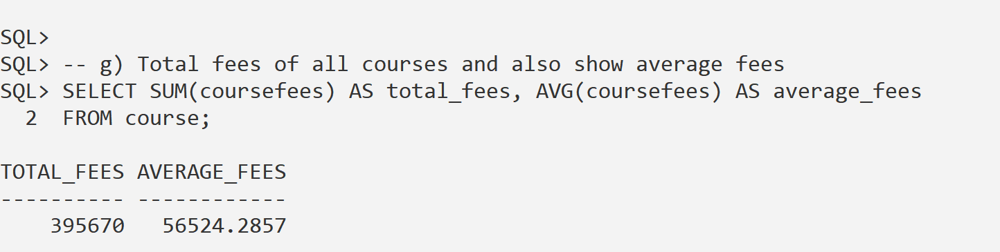 SQL>
SQL> -- g) Total fees of all courses and also show average fees
SQL> SELECT SUM(coursefees) AS total_fees, AVG(coursefees) AS average_fees
  2  FROM course;

TOTAL_FEES AVERAGE_FEES
---------- ------------
    395670   56524.2857